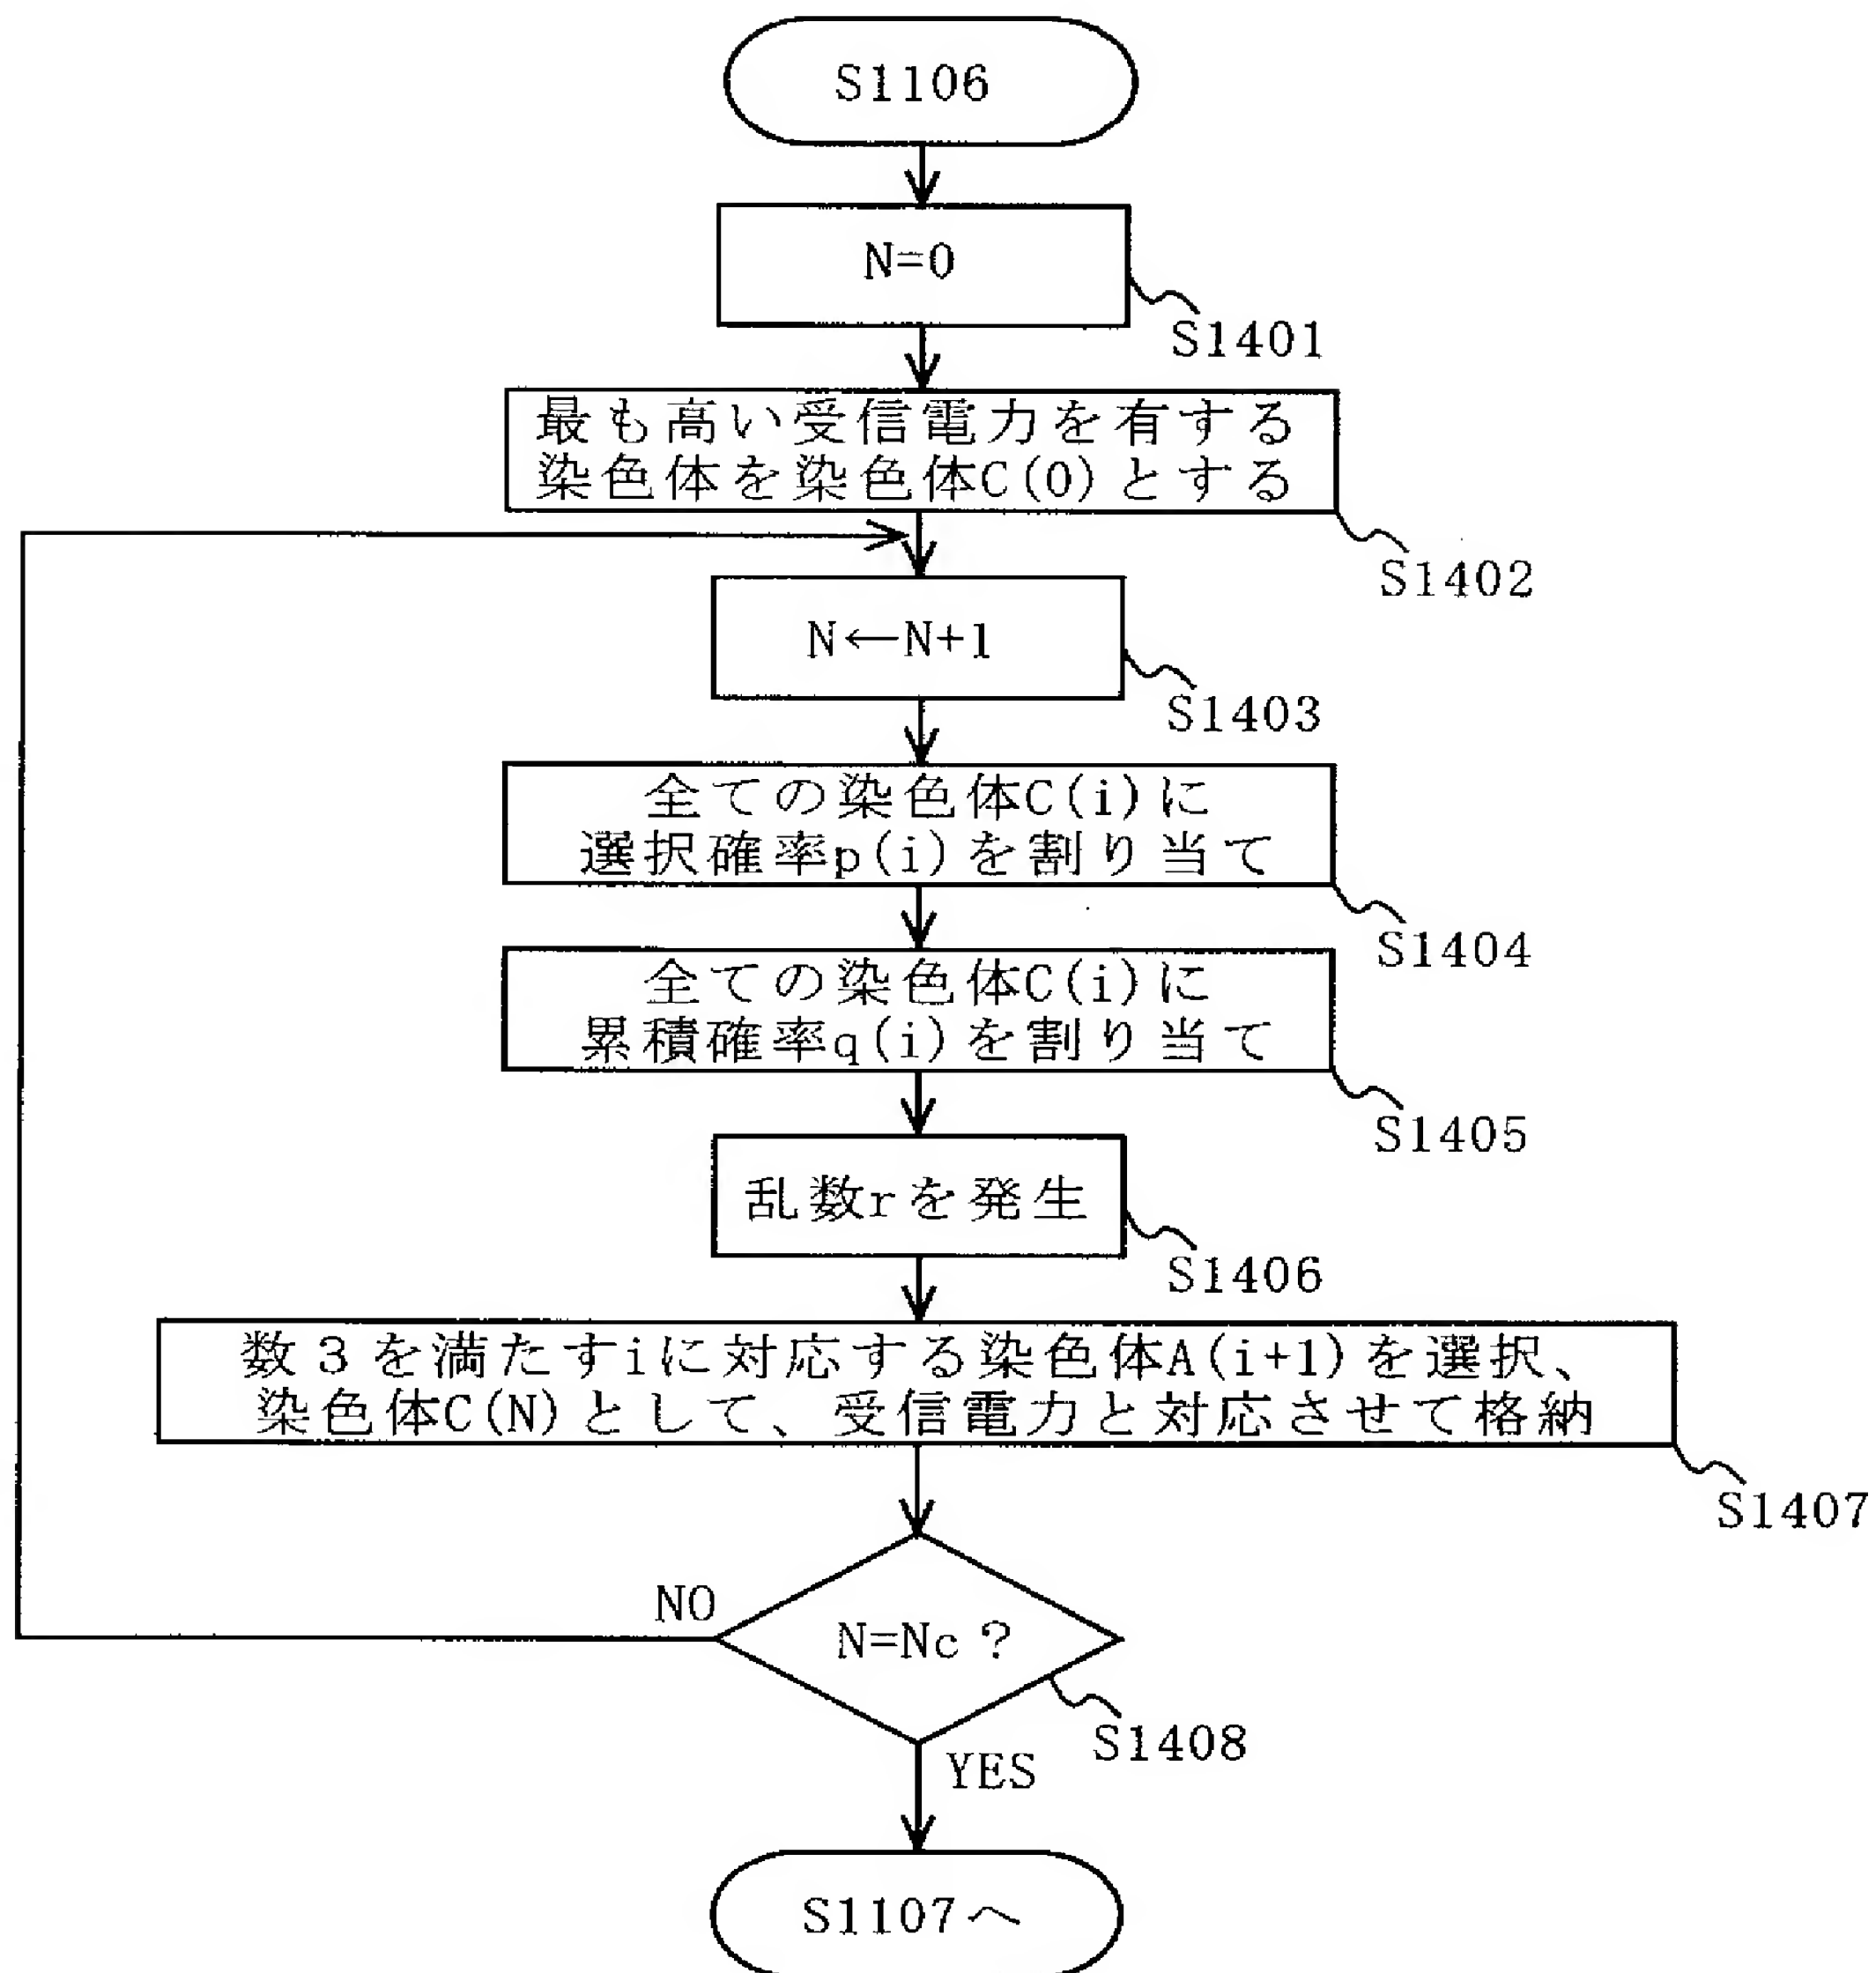 S1106
N=0
S1401
最も高い受信電力を有する
染色体を染色体C(0)とする
S1402
N←N+1
S1403
全ての染色体C(i)に
選択確率p(i)を割り当て
S1404
全ての染色体C(i)に
累積確率q(i)を割り当て
S1405
乱数rを発生
S1406
数３を満たすiに対応する染色体A(i+1)を選択、
染色体C(N)として、受信電力と対応させて格納
S1407
NO
N=Nc？
S1408
YES
S1107へ